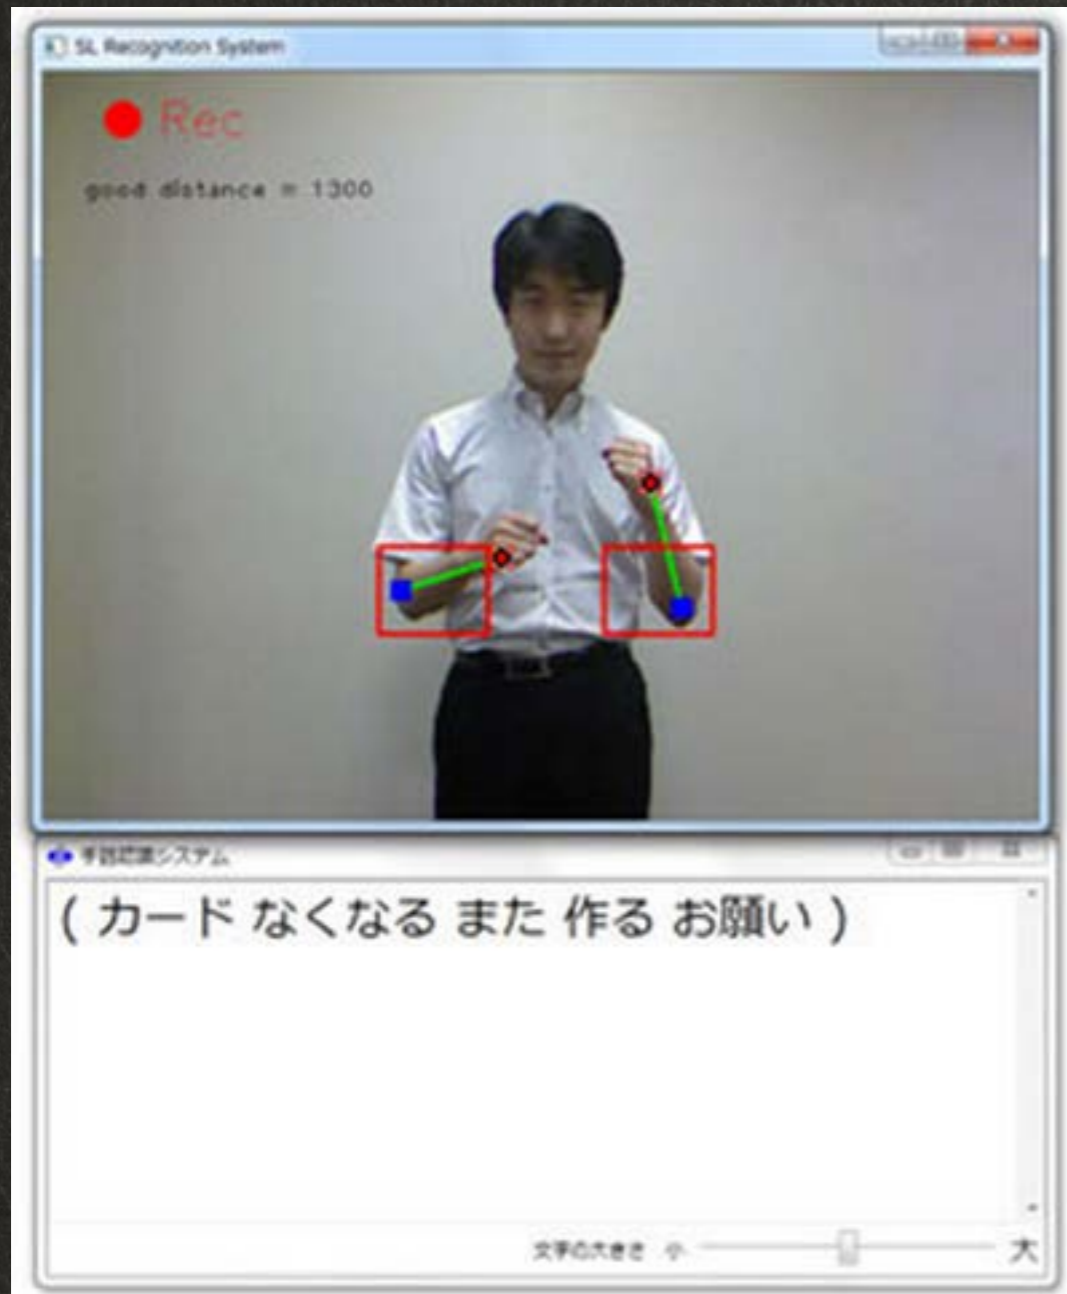 SL Recognition System
Rec
good distance = 1300
手話認識システム
( カード なくなる また 作る お願い )
文字の大きさ 小 大